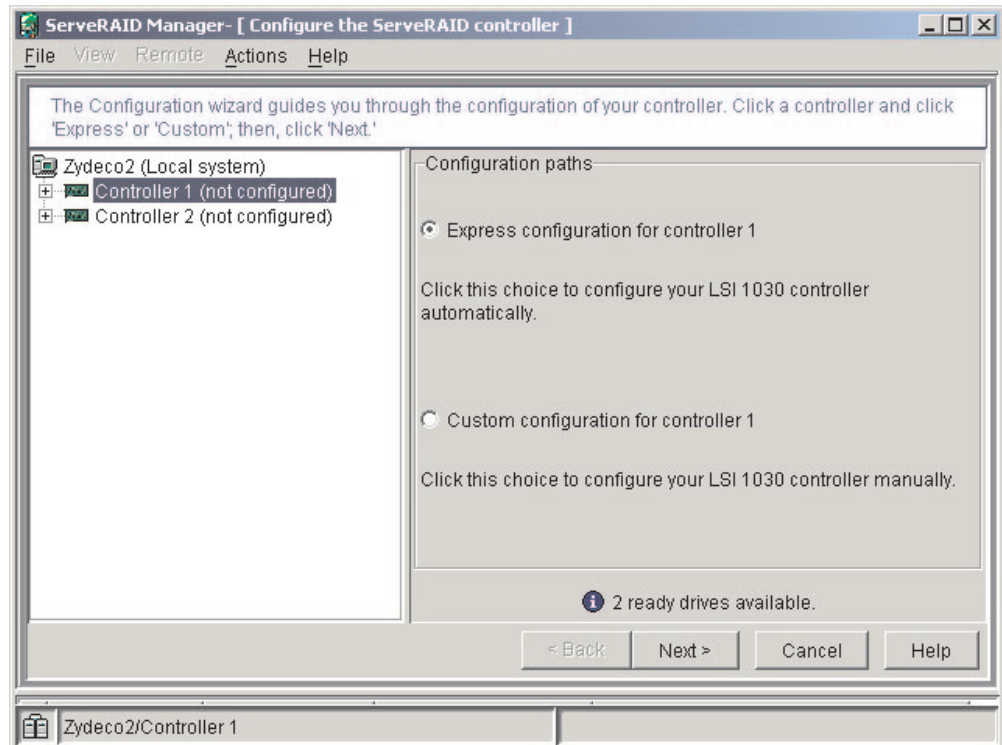 ServeRAID Manager- [ Configure the ServeRAID controller ]
File View Remote Actions Help
The Configuration wizard guides you through the configuration of your controller. Click a controller and click
'Express' or 'Custom'; then, click 'Next.'
Zydeco2 (Local system)
Controller 1 (not configured)
Controller 2 (not configured)
Configuration paths
Express configuration for controller 1
Click this choice to configure your LSI 1030 controller
automatically.
Custom configuration for controller 1
Click this choice to configure your LSI 1030 controller manually.
2 ready drives available.
< Back Next > Cancel Help
Zydeco2/Controller 1